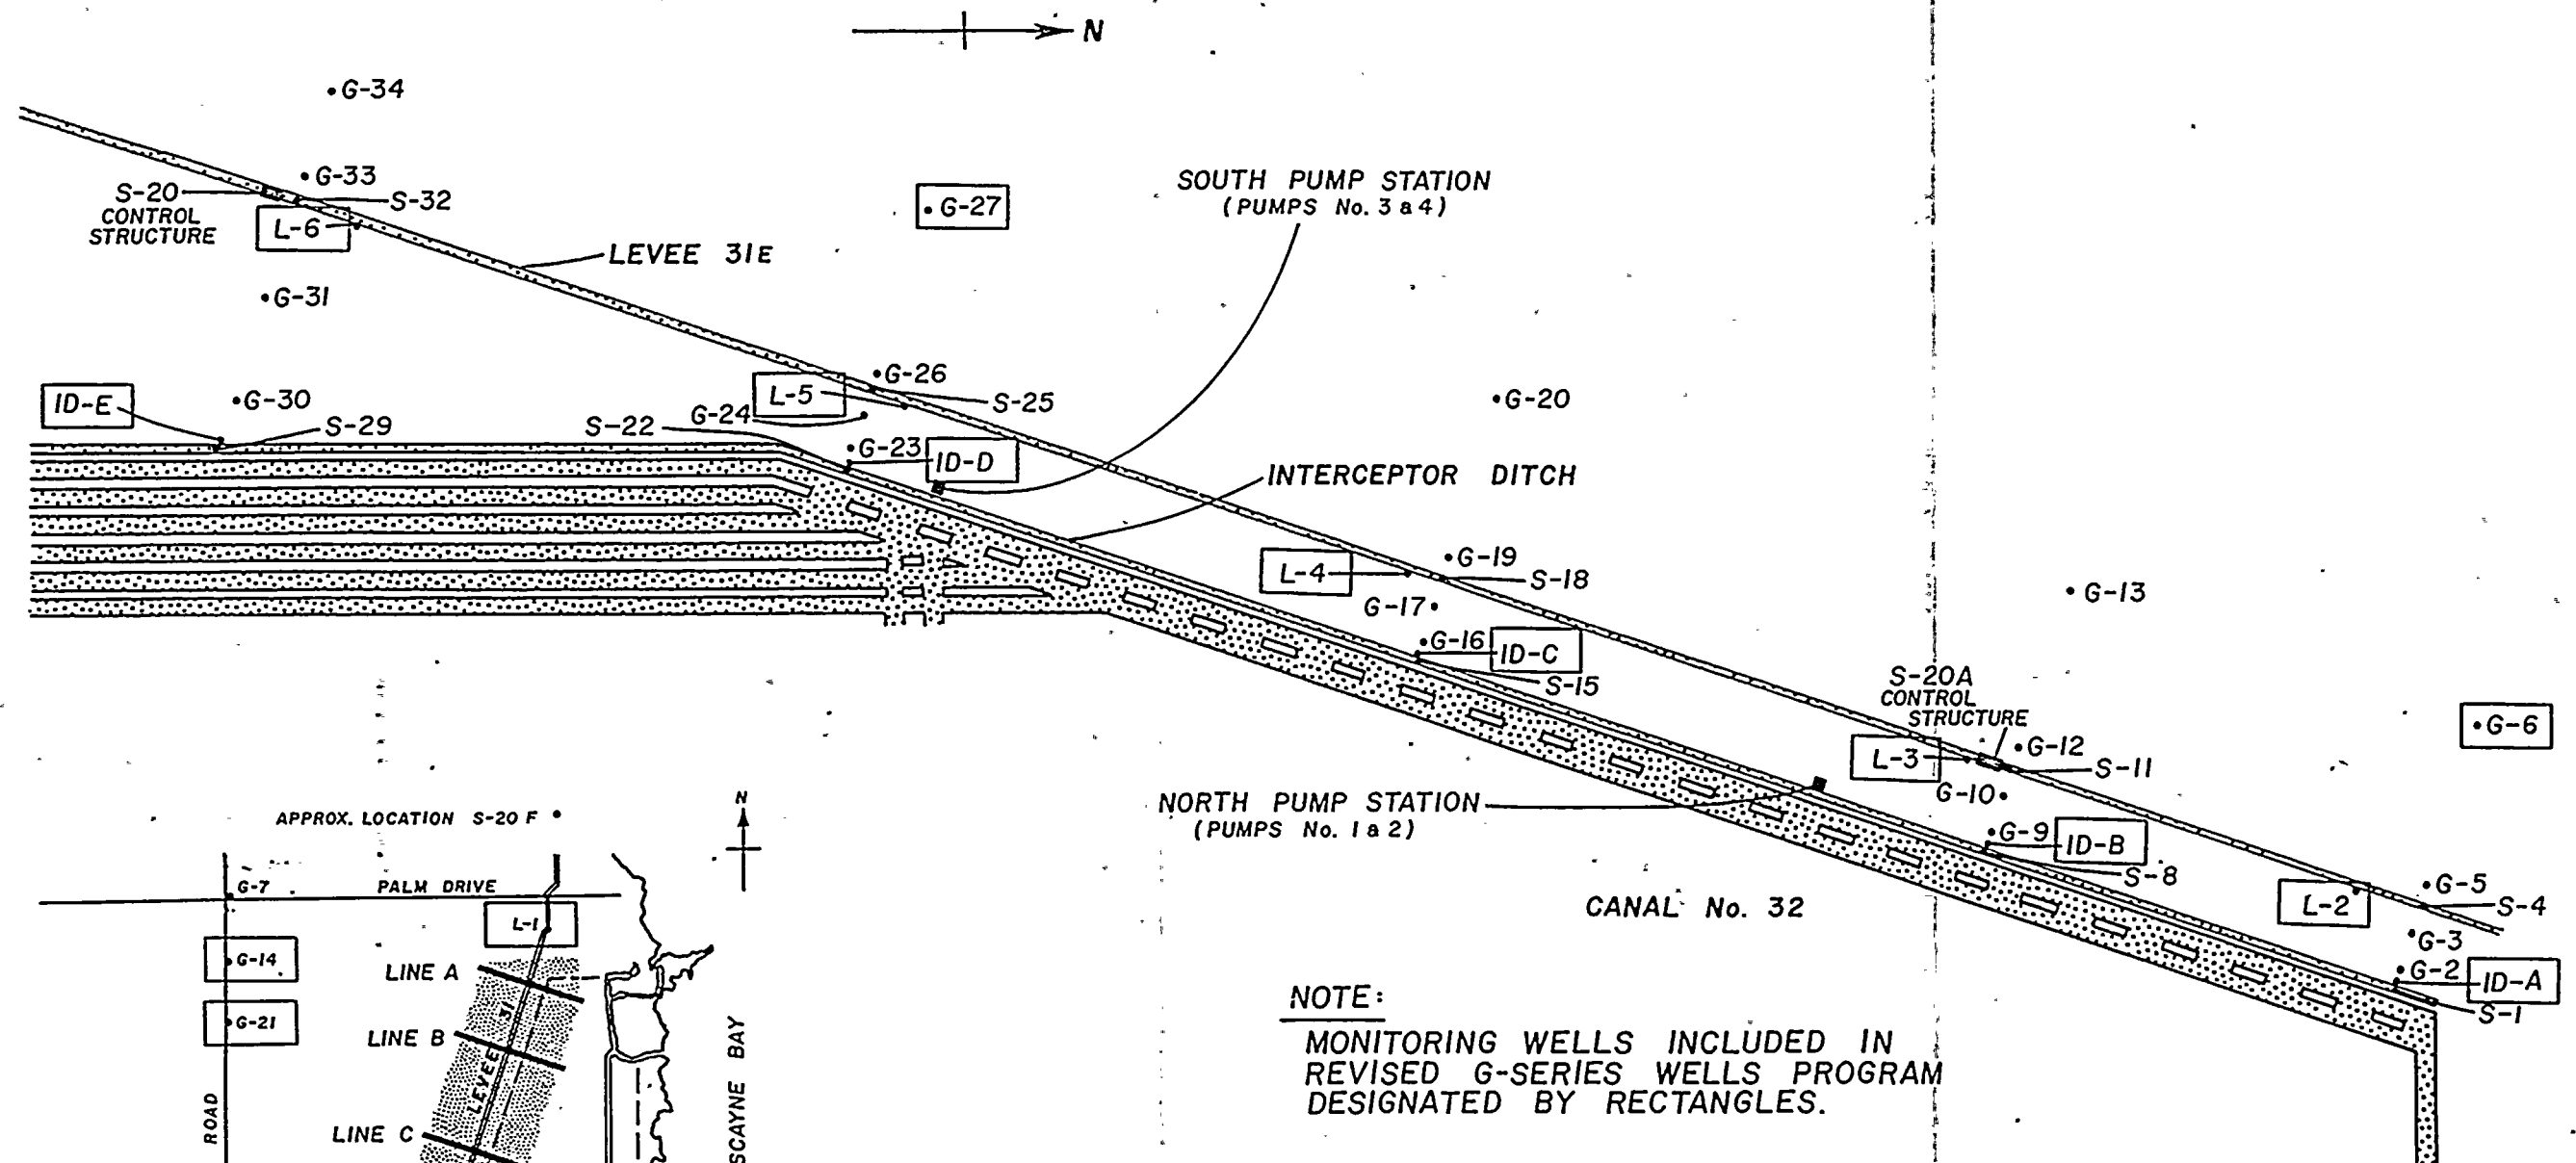 N
G-34
G-33
S-20
CONTROL
STRUCTURE
S-32
L-6
G-27
SOUTH PUMP STATION
(PUMPS No. 3 & 4)
LEVEE 31E
G-31
G-26
L-5
S-25
G-20
ID-E
G-30
S-29
S-22
G-24
G-23
ID-D
INTERCEPTOR DITCH
G-19
L-4
S-18
G-17
G-13
G-16
ID-C
S-15
S-20A
CONTROL
STRUCTURE
G-6
G-12
L-3
S-11
G-10
NORTH PUMP STATION
(PUMPS No. 1 & 2)
G-9
ID-B
S-8
CANAL No. 32
G-5
L-2
S-4
G-3
G-2
ID-A
S-1
N
APPROX. LOCATION S-20 F
G-7
PALM DRIVE
L-1
G-14
LINE A
G-21
LINE B
LEVEE 31
ROAD
LINE C
SCAYNE BAY
NOTE:
MONITORING WELLS INCLUDED IN
REVISED G-SERIES WELLS PROGRAM
DESIGNATED BY RECTANGLES.